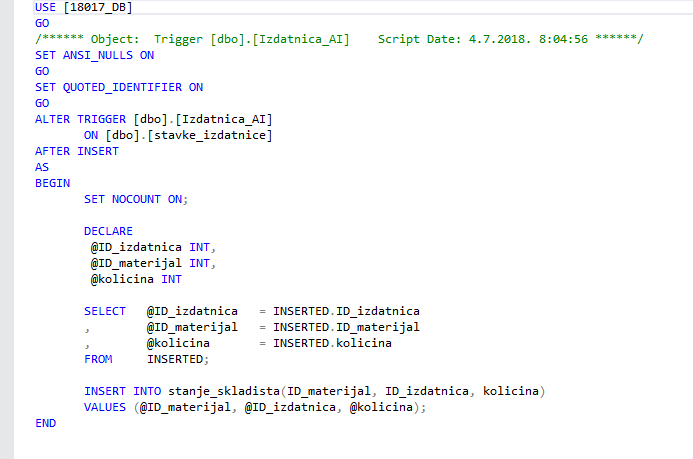 USE [18017_DB]
GO
/****** Object:  Trigger [dbo].[Izdatnica_AI]    Script Date: 4.7.2018. 8:04:56 ******/
SET ANSI_NULLS ON
GO
SET QUOTED_IDENTIFIER ON
GO
ALTER TRIGGER [dbo].[Izdatnica_AI]
       ON [dbo].[stavke_izdatnice]
AFTER INSERT
AS
BEGIN
       SET NOCOUNT ON;

       DECLARE
        @ID_izdatnica INT,
        @ID_materijal INT,
        @kolicina INT

       SELECT   @ID_izdatnica   = INSERTED.ID_izdatnica
       ,        @ID_materijal   = INSERTED.ID_materijal
       ,        @kolicina       = INSERTED.kolicina
       FROM     INSERTED;

       INSERT INTO stanje_skladista(ID_materijal, ID_izdatnica, kolicina)
       VALUES (@ID_materijal, @ID_izdatnica, @kolicina);
END